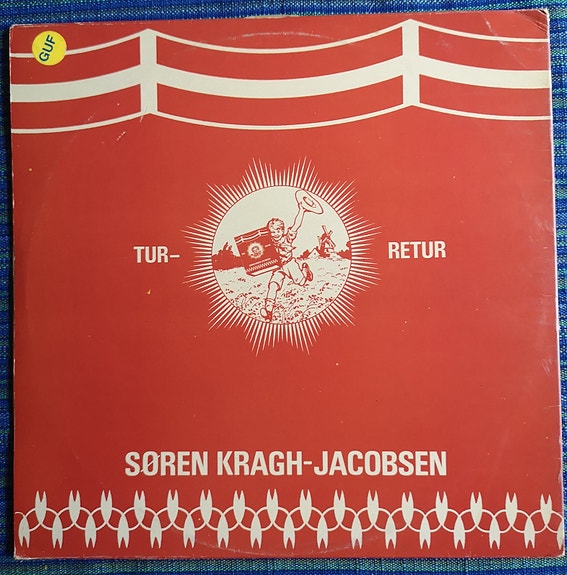 GUF
TUR– RETUR
SØREN KRAGH-JACOBSEN